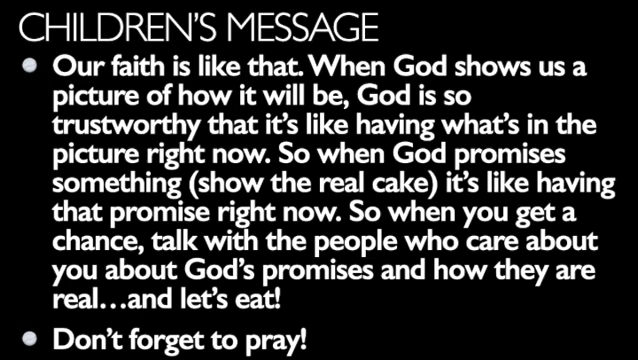 CHILDREN'S MESSAGE
Our faith is like that. When God shows us a
picture of how it will be, God is so
trustworthy that it's like having what's in the
picture right now. So when God promises
something (show the real cake) it's like having
that promise right now. So when you get a
chance, talk with the people who care about
you about God's promises and how they are
real...and let's eat!
Don't forget to pray!